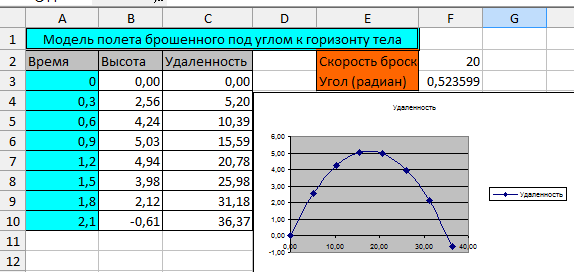 A B C D E F G
1 Модель полета брошенного под углом к горизонту тела
2 Время Высота Удаленность Скорость броск 20
3 0 0,00 0,00 Угол (радиан) 0,523599
4 0,3 2,56 5,20
5 0,6 4,24 10,39
6 0,9 5,03 15,59
7 1,2 4,94 20,78
8 1,5 3,98 25,98
9 1,8 2,12 31,18
10 2,1 -0,61 36,37
11
12
Удаленность
6,00
5,00
4,00
3,00
2,00
1,00
0,00
-1,00
0,00 10,00 20,00 30,00 40,00
Удаленность